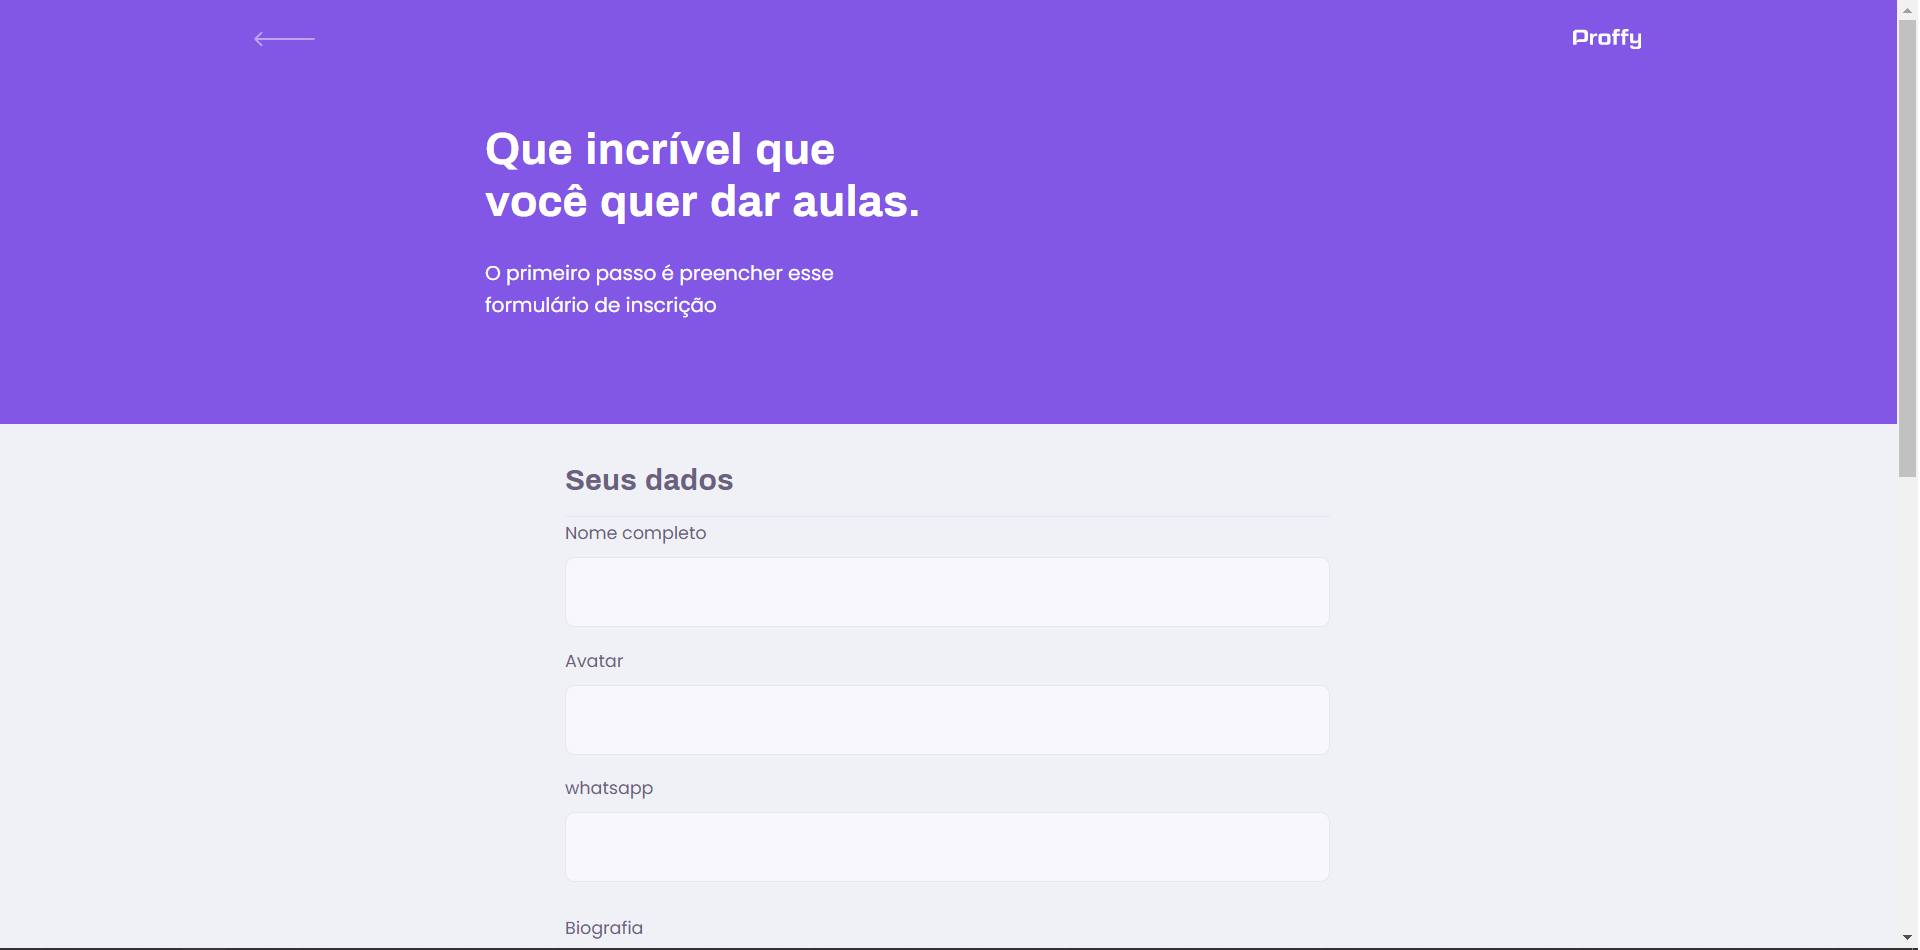 Proffy
Que incrível que
você quer dar aulas.
O primeiro passo é preencher esse
formulário de inscrição
Seus dados
Nome completo
Avatar
whatsapp
Biografia